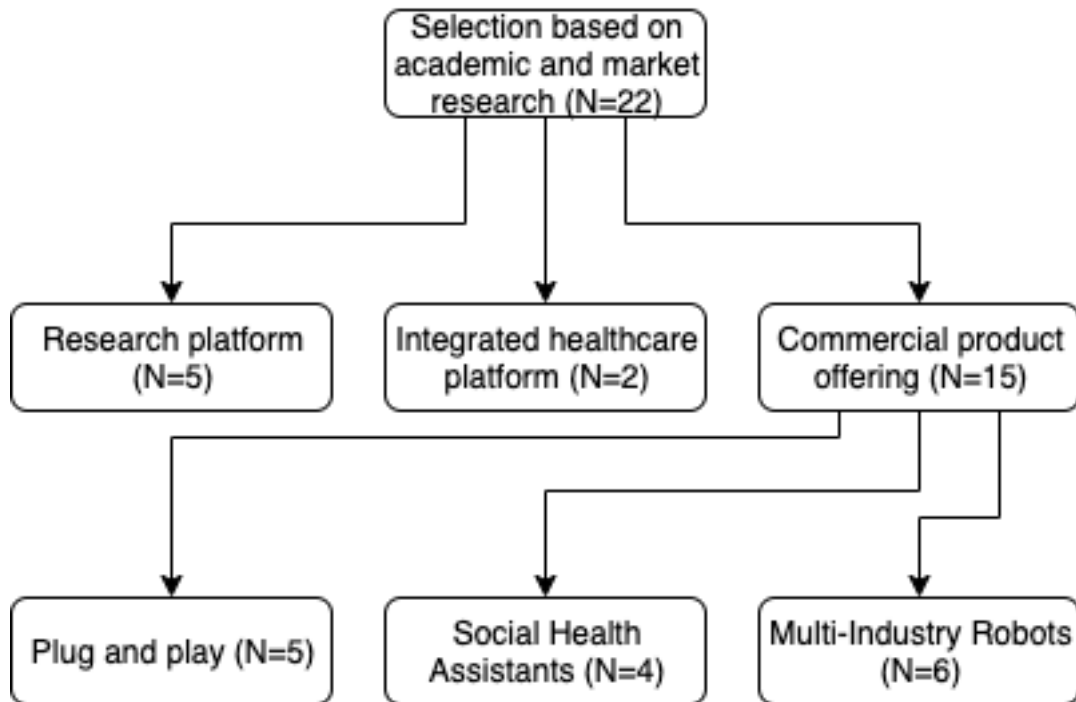 Selection based on
academic and market
research (N=22)
Research platform
(N=5)
Integrated healthcare
platform (N=2)
Commercial product
offering (N=15)
Plug and play (N=5)
Social Health
Assistants (N=4)
Multi-Industry Robots
(N=6)